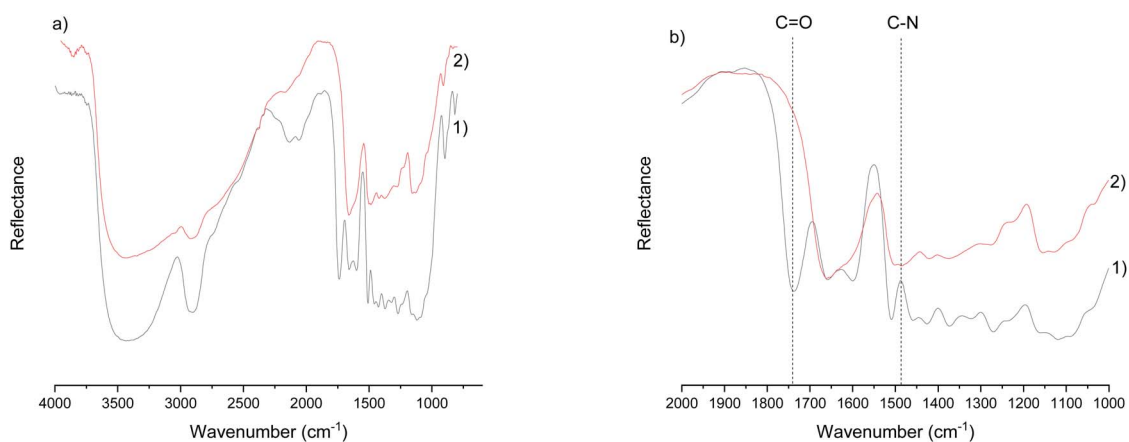 a)
2)
1)
Reflectance
4000 3500 3000 2500 2000 1500 1000
Wavenumber (cm-1)
C=O C-N
b)
2)
1)
Reflectance
2000 1900 1800 1700 1600 1500 1400 1300 1200 1100 1000
Wavenumber (cm-1)